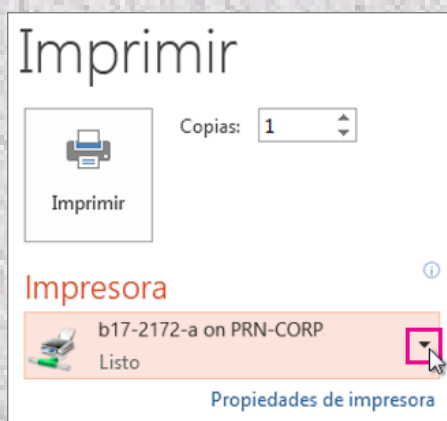 Imprimir
Copias: 1
Imprimir
Impresora
b17-2172-a on PRN-CORP
Listo
Propiedades de impresora